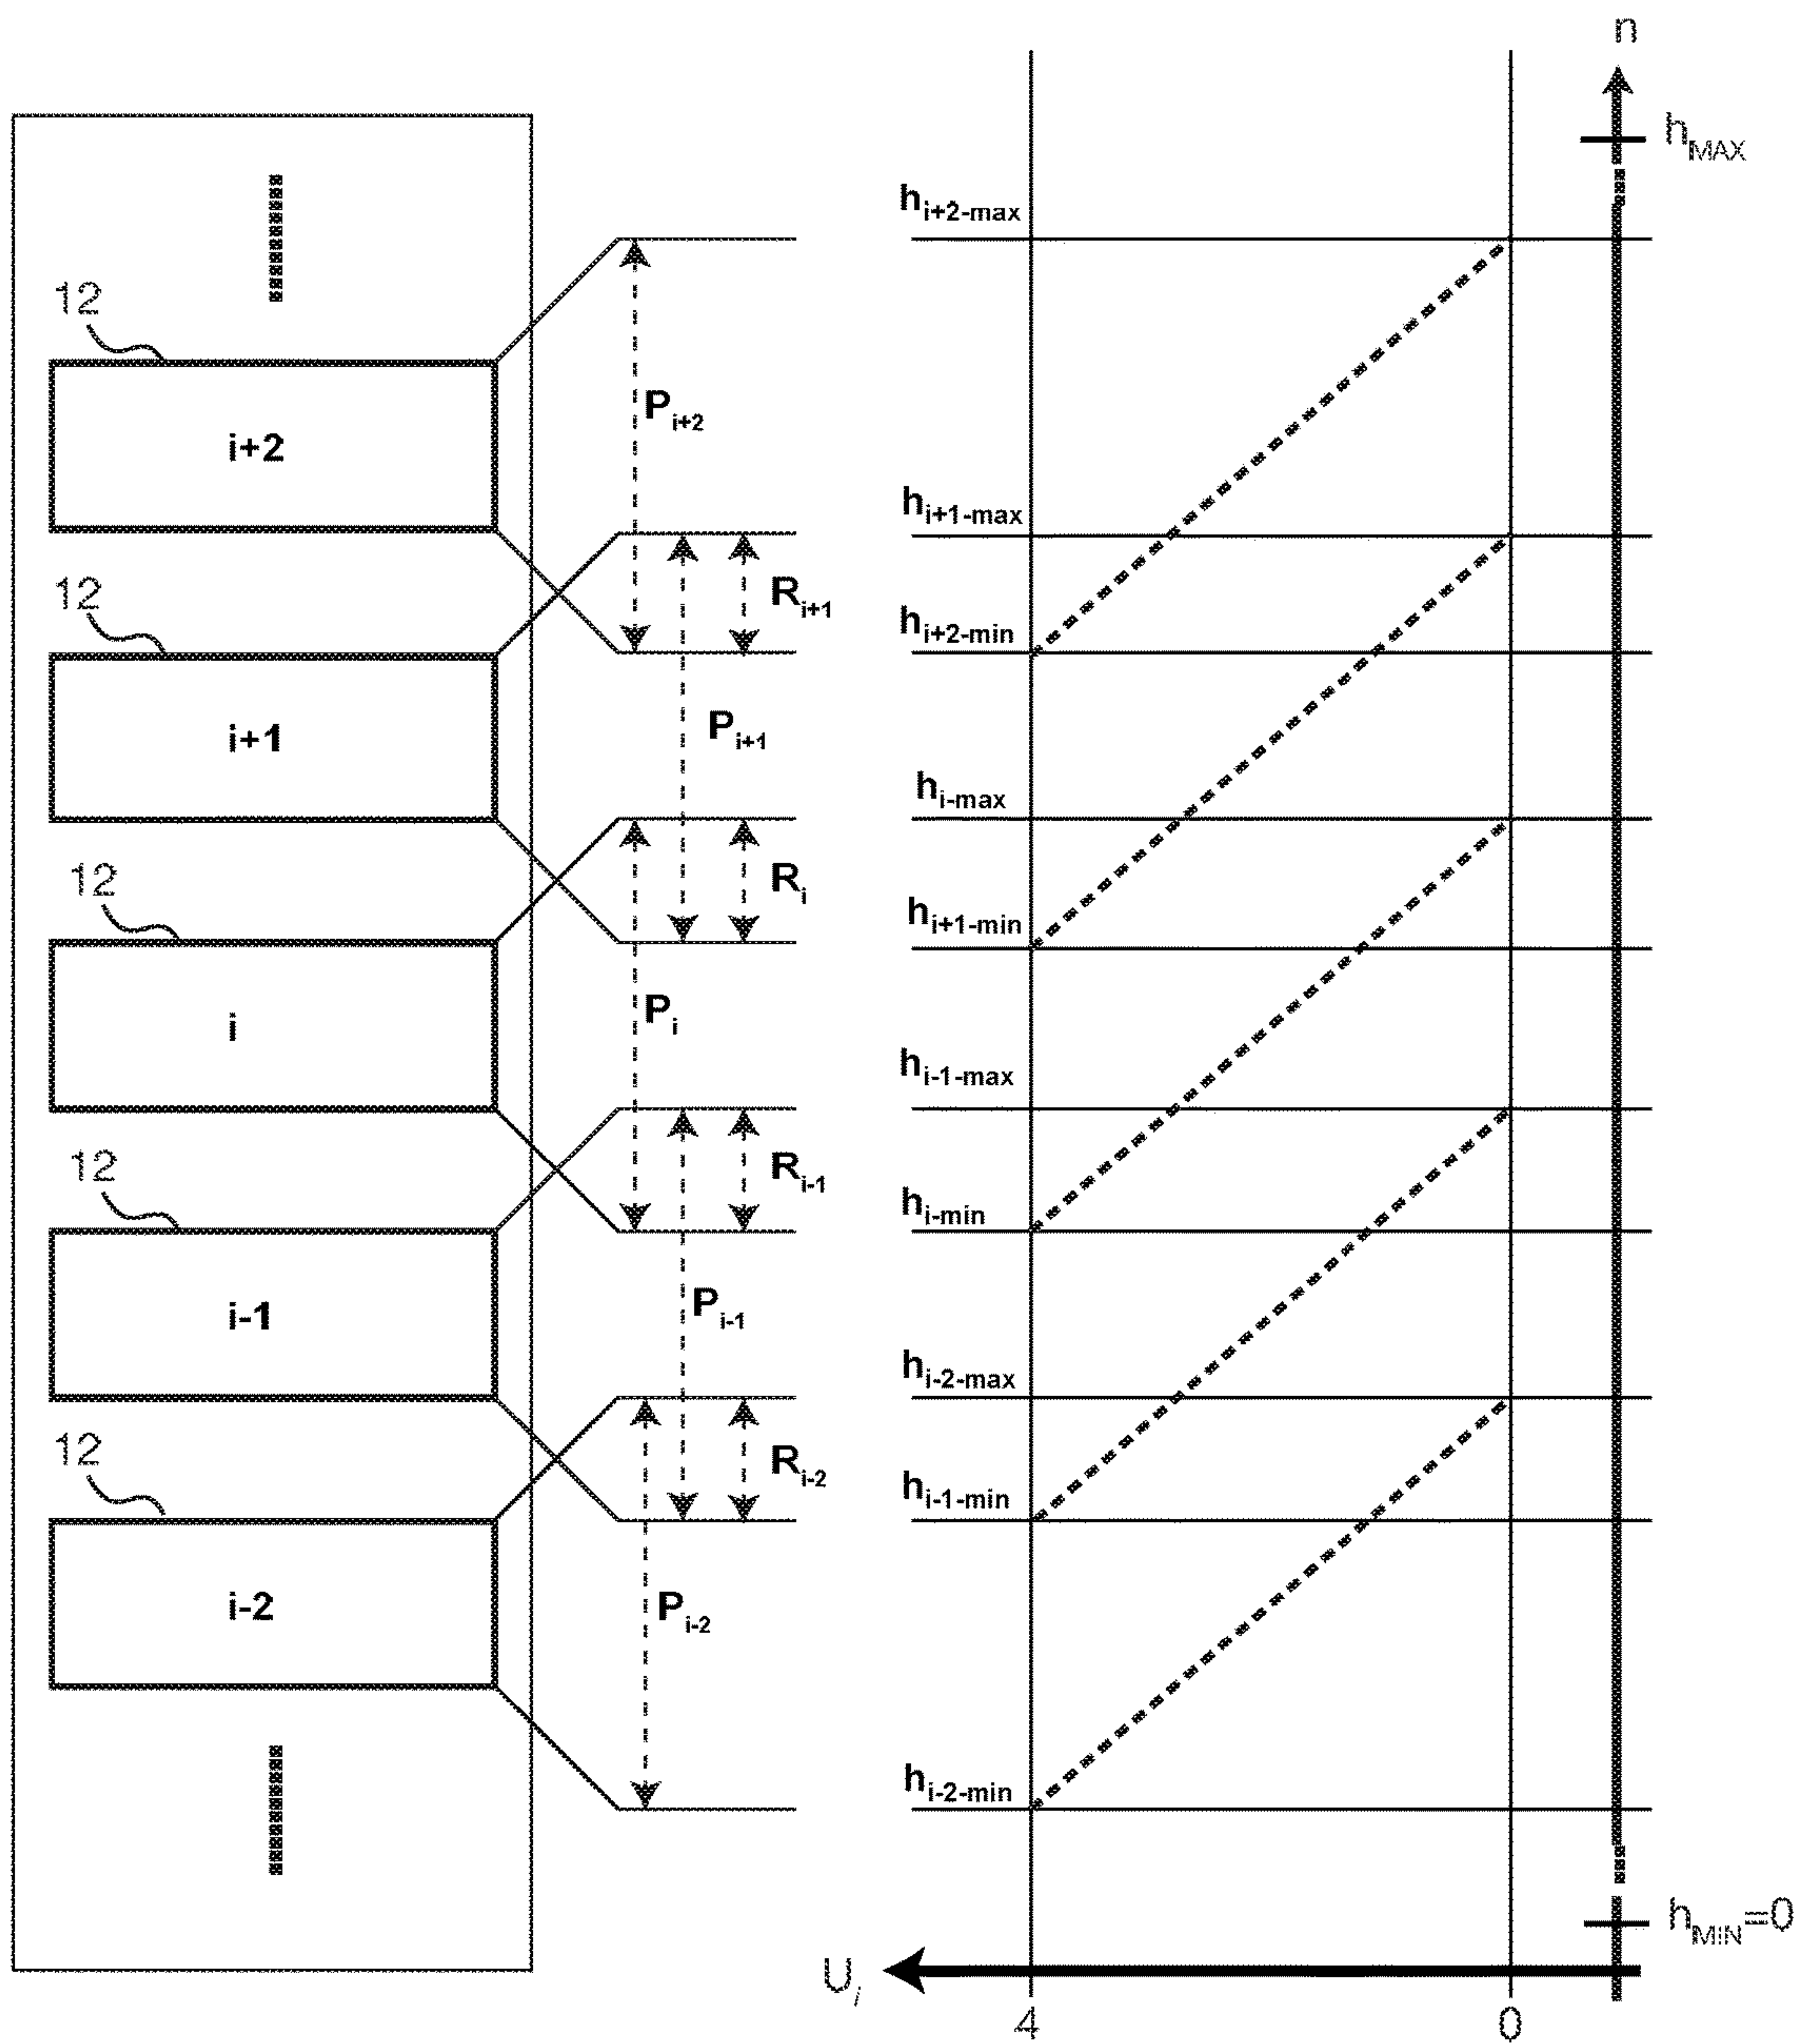 n
h_MAX
h_i+2-max
12
P_i+2
i+2
h_i+1-max
12
R_i+1
h_i+2-min
P_i+1
i+1
h_i-max
12
R_i
h_i+1-min
P_i
i
h_i-1-max
12
R_i-1
h_i-min
P_i-1
i-1
h_i-2-max
12
R_i-2
h_i-1-min
P_i-2
i-2
h_i-2-min
h_MIN=0
U_i
4 0